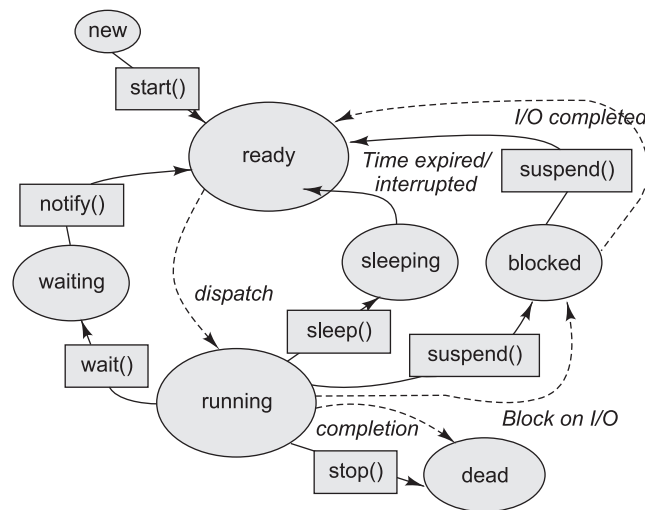 new
start()
I/O completed
ready
Time expired/
interrupted
suspend()
notify()
waiting
sleeping
blocked
dispatch
sleep()
suspend()
wait()
running
Block on I/O
completion
stop()
dead